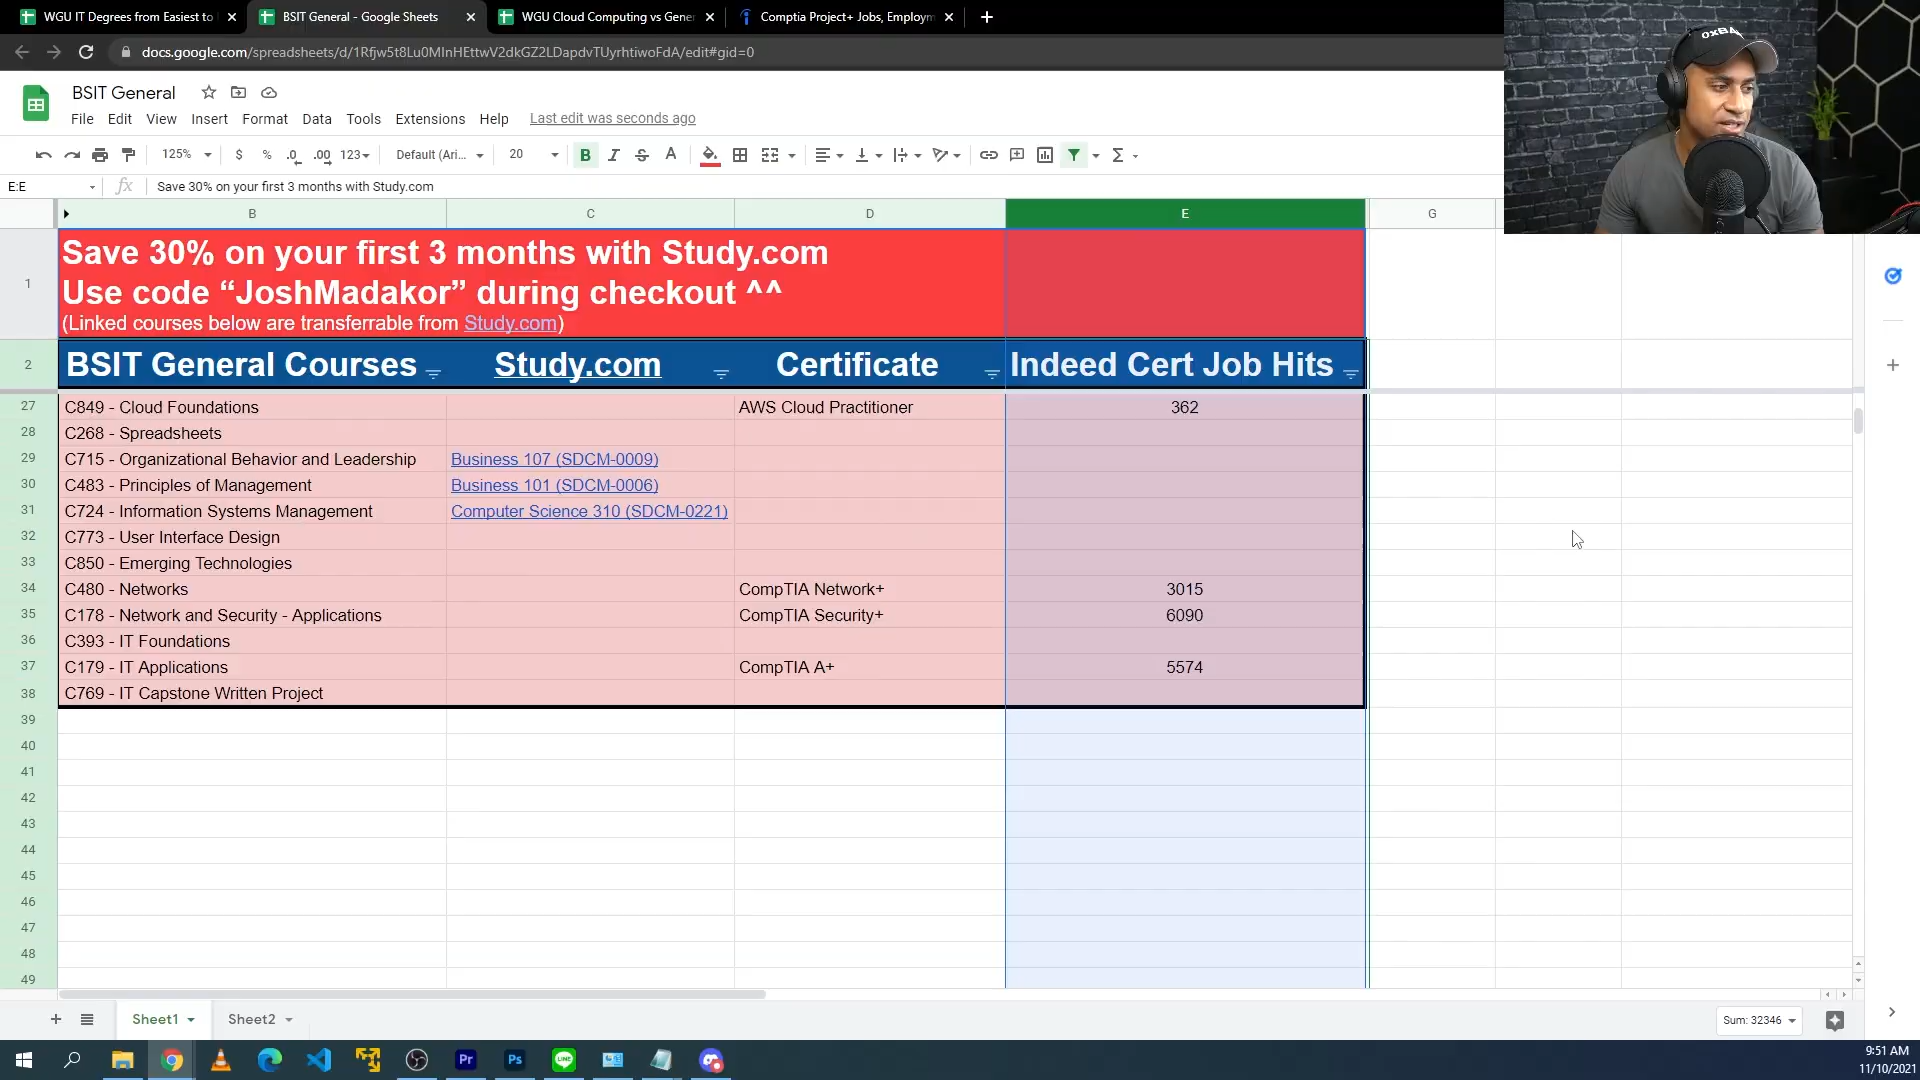 WGU IT Degrees from Easiest to
BSIT General - Google Sheets
WGU Cloud Computing vs Gener
Comptia Project+ Jobs, Employm
docs.google.com/spreadsheets/d/1Rfjw5t8Lu0MInHEttwV2dkGZ2LDapdvTUyrhtiwoFdA/edit#gid=0
BSIT General
File Edit View Insert Format Data Tools Extensions Help Last edit was seconds ago
125% $ % .0 .00 123 Default (Ari... 20 B I S A
E:E fx Save 30% on your first 3 months with Study.com
B C D E G
1 Save 30% on your first 3 months with Study.com
Use code “JoshMadakor” during checkout ^^
(Linked courses below are transferrable from Study.com)
2 BSIT General Courses Study.com Certificate Indeed Cert Job Hits
27 C849 - Cloud Foundations AWS Cloud Practitioner 362
28 C268 - Spreadsheets
29 C715 - Organizational Behavior and Leadership Business 107 (SDCM-0009)
30 C483 - Principles of Management Business 101 (SDCM-0006)
31 C724 - Information Systems Management Computer Science 310 (SDCM-0221)
32 C773 - User Interface Design
33 C850 - Emerging Technologies
34 C480 - Networks CompTIA Network+ 3015
35 C178 - Network and Security - Applications CompTIA Security+ 6090
36 C393 - IT Foundations
37 C179 - IT Applications CompTIA A+ 5574
38 C769 - IT Capstone Written Project
39
40
41
42
43
44
45
46
47
48
49
Sheet1 Sheet2 Sum: 32346
Pr Ps LINE
9:51 AM
11/10/2021